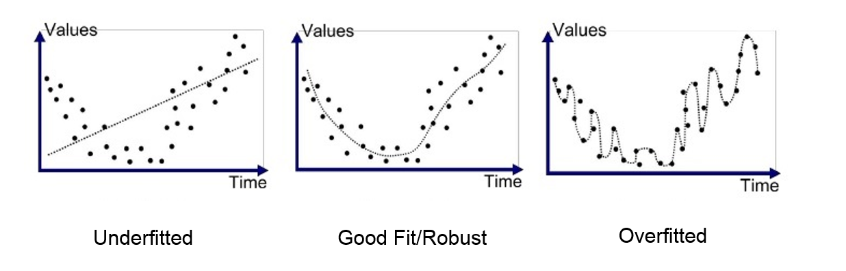 Values
Time
Underfitted
Values
Time
Good Fit/Robust
Values
Time
Overfitted